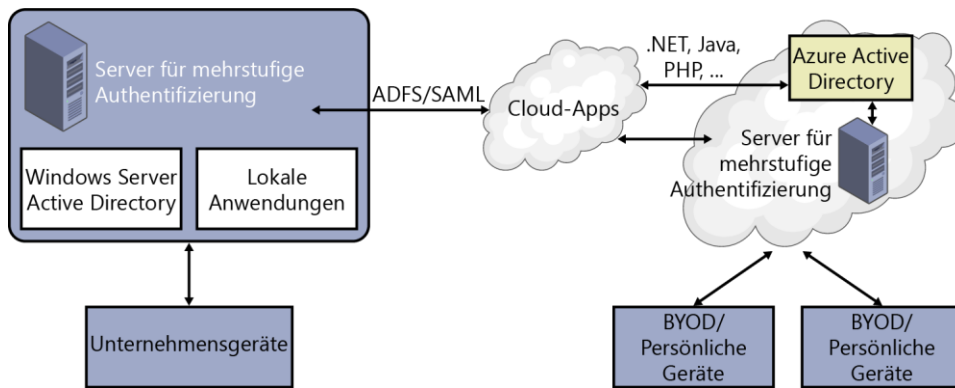 Server für mehrstufige
Authentifizierung
Windows Server
Active Directory
Lokale
Anwendungen
Unternehmensgeräte
ADFS/SAML
Cloud-Apps
.NET, Java,
PHP, ...
Azure Active
Directory
Server für
mehrstufige
Authentifizierung
BYOD/
Persönliche
Geräte
BYOD/
Persönliche
Geräte